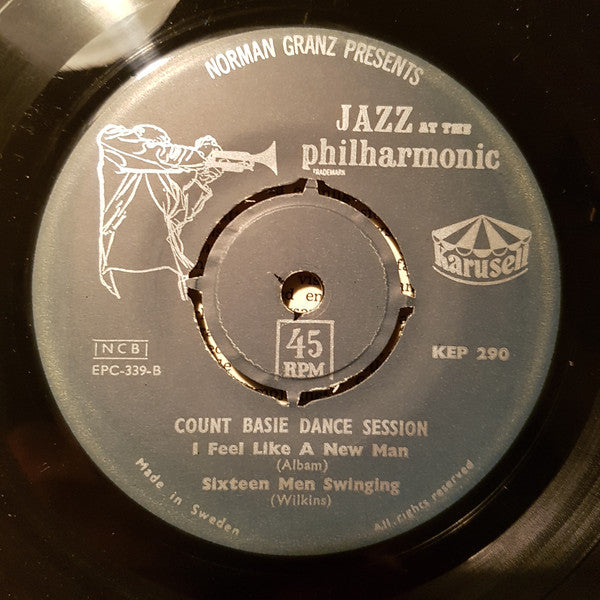 NORMAN GRANZ PRESENTS
JAZZ AT THE
philharmonic
TRADEMARK
Karusell
en
NCB
EPC-339-B
45
RPM
KEP 290
COUNT BASIE DANCE SESSION
I Feel Like A New Man
(Albam)
Sixteen Men Swinging
(Wilkins)
Made in Sweden
All rights reserved